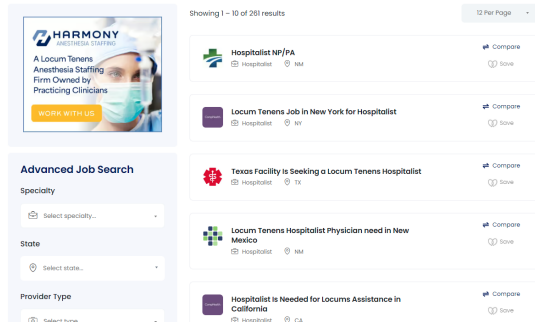 HARMONY
ANESTHESIA STAFFING
A Locum Tenens
Anesthesia Staffing
Firm Owned by
Practicing Clinicians
WORK WITH US
Advanced Job Search
Specialty
Select specialty...
State
Select state...
Provider Type
Select type
Showing 1 – 10 of 261 results
12 Per Page
Hospitalist NP/PA
Hospitalist NM
Compare
Save
Locum Tenens Job in New York for Hospitalist
Hospitalist NY
Compare
Save
Texas Facility Is Seeking a Locum Tenens Hospitalist
Hospitalist TX
Compare
Save
Locum Tenens Hospitalist Physician need in New
Mexico
Hospitalist NM
Compare
Save
Hospitalist Is Needed for Locums Assistance in
California
Hospitalist CA
Compare
Save